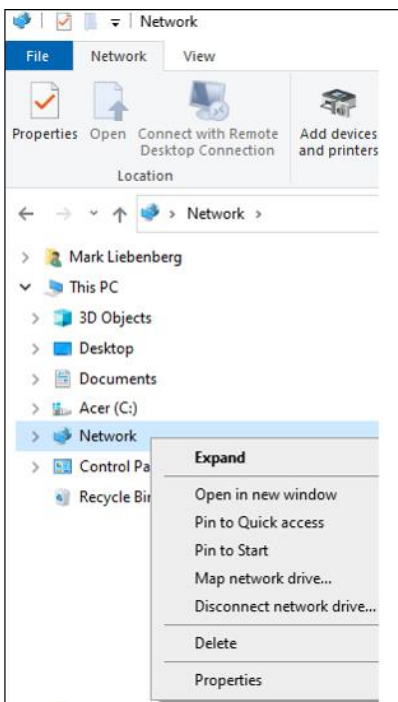 Network
File Network View
Properties Open Connect with Remote Desktop Connection Add devices and printers
Location
Network
Mark Liebenberg
This PC
3D Objects
Desktop
Documents
Acer (C:)
Network
Control Pa
Recycle Bir
Expand
Open in new window
Pin to Quick access
Pin to Start
Map network drive...
Disconnect network drive...
Delete
Properties